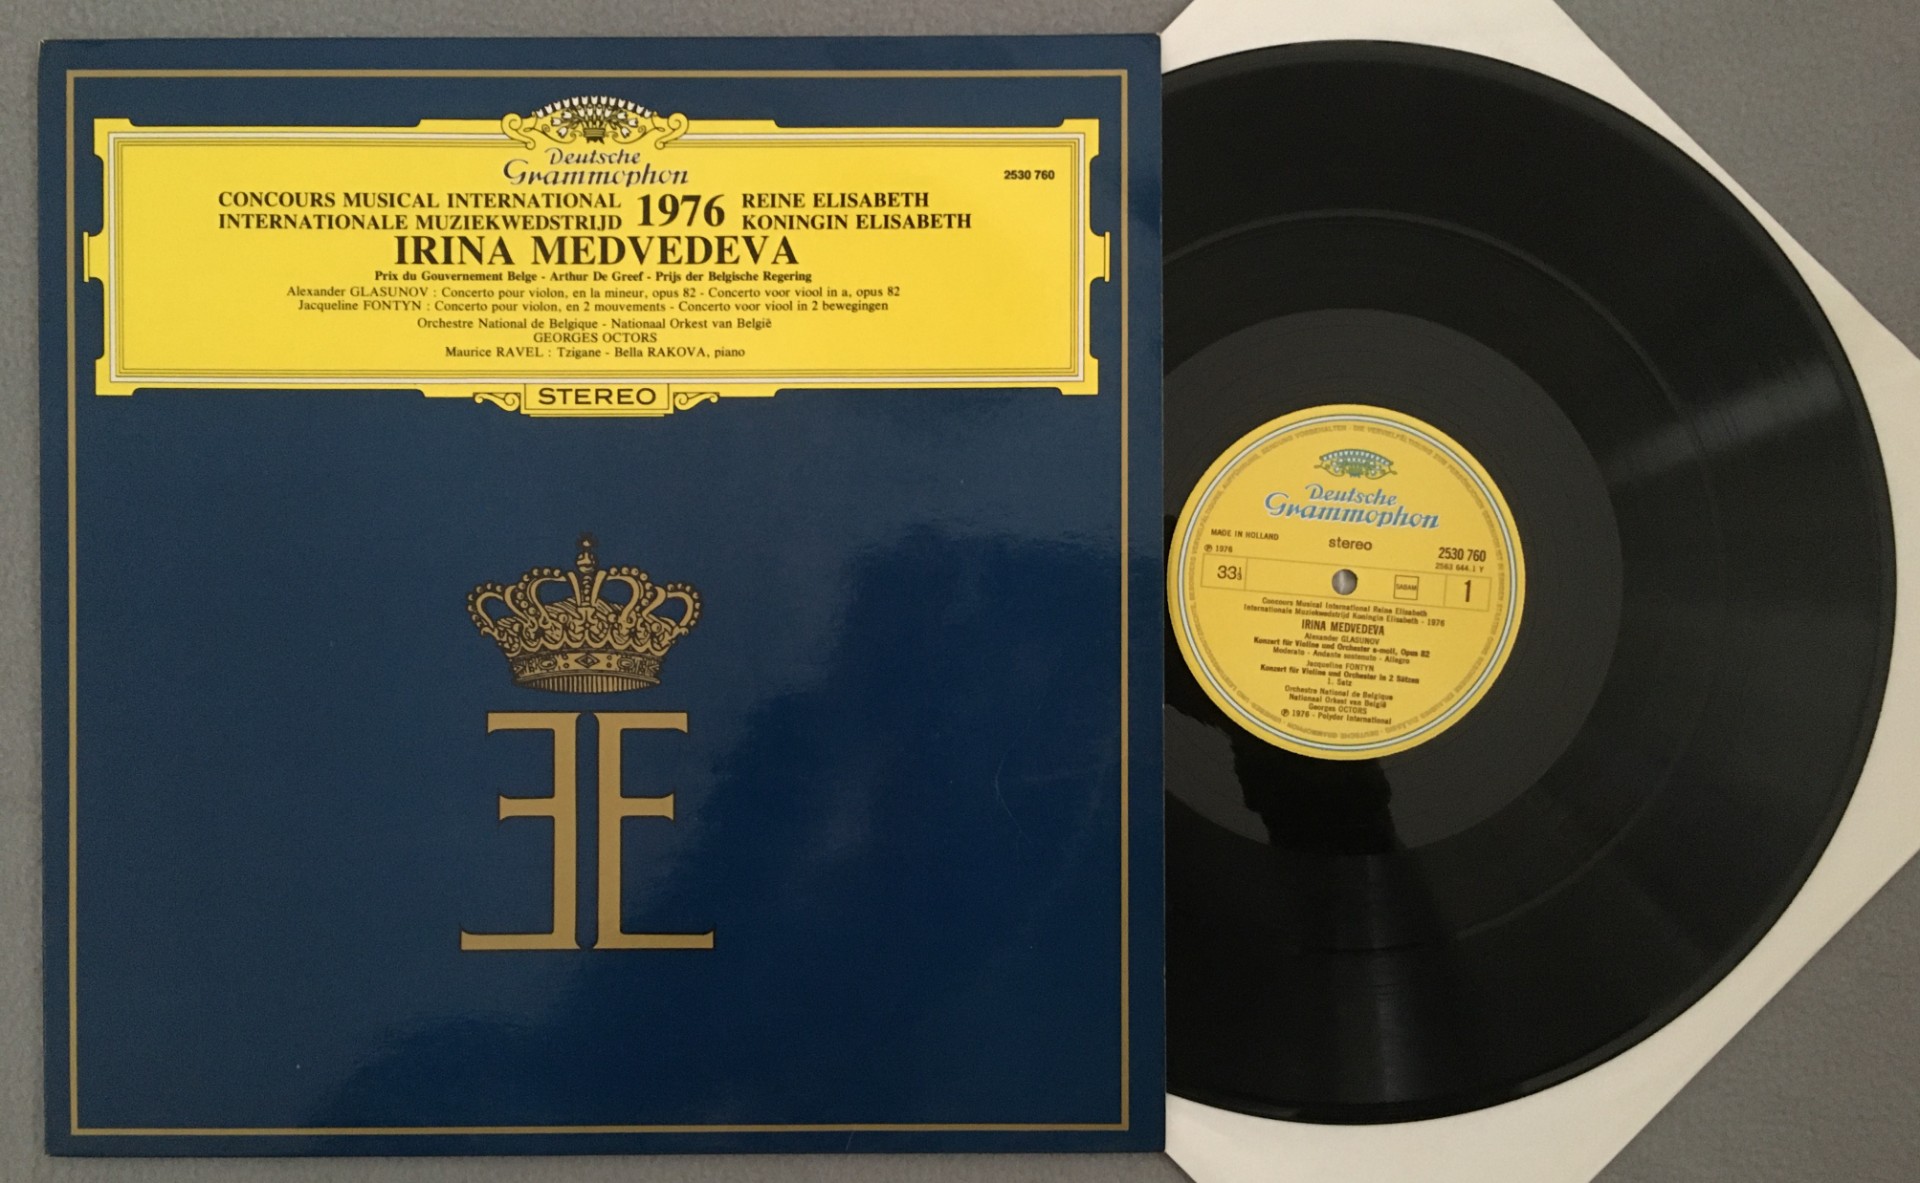 Deutsche
Grammophon
2530 760
CONCOURS MUSICAL INTERNATIONAL 1976 REINE ELISABETH
INTERNATIONALE MUZIEKWEDSTRIJD KONINGIN ELISABETH
IRINA MEDVEDEVA
Prix du Gouvernement Belge - Arthur De Greef - Prijs der Belgische Regering
Alexander GLASUNOV : Concerto pour violon, en la mineur, opus 82 - Concerto voor viool in a, opus 82
Jacqueline FONTYN : Concerto pour violon, en 2 mouvements - Concerto voor viool in 2 bewegingen
Orchestre National de Belgique - Nationaal Orkest van België
GEORGES OCTORS
Maurice RAVEL : Tzigane - Bella RAKOVA, piano
STEREO
E E
Deutsche
Grammophon
MADE IN HOLLAND
stereo
2530 760
℗ 1976
2563 644.1 Y
33⅓
SABAM
1
Concours Musical International Reine Elisabeth
Internationale Muziekwedstrijd Koningin Elisabeth - 1976
IRINA MEDVEDEVA
Alexander GLASUNOV
Konzert für Violine und Orchester a-moll, Opus 82
Moderato - Andante sostenuto - Allegro
Jacqueline FONTYN
Konzert für Violine und Orchester in 2 Sätzen
1. Satz
Orchestre National de Belgique
Nationaal Orkest van België
Georges OCTORS
℗ 1976 - Polydor International